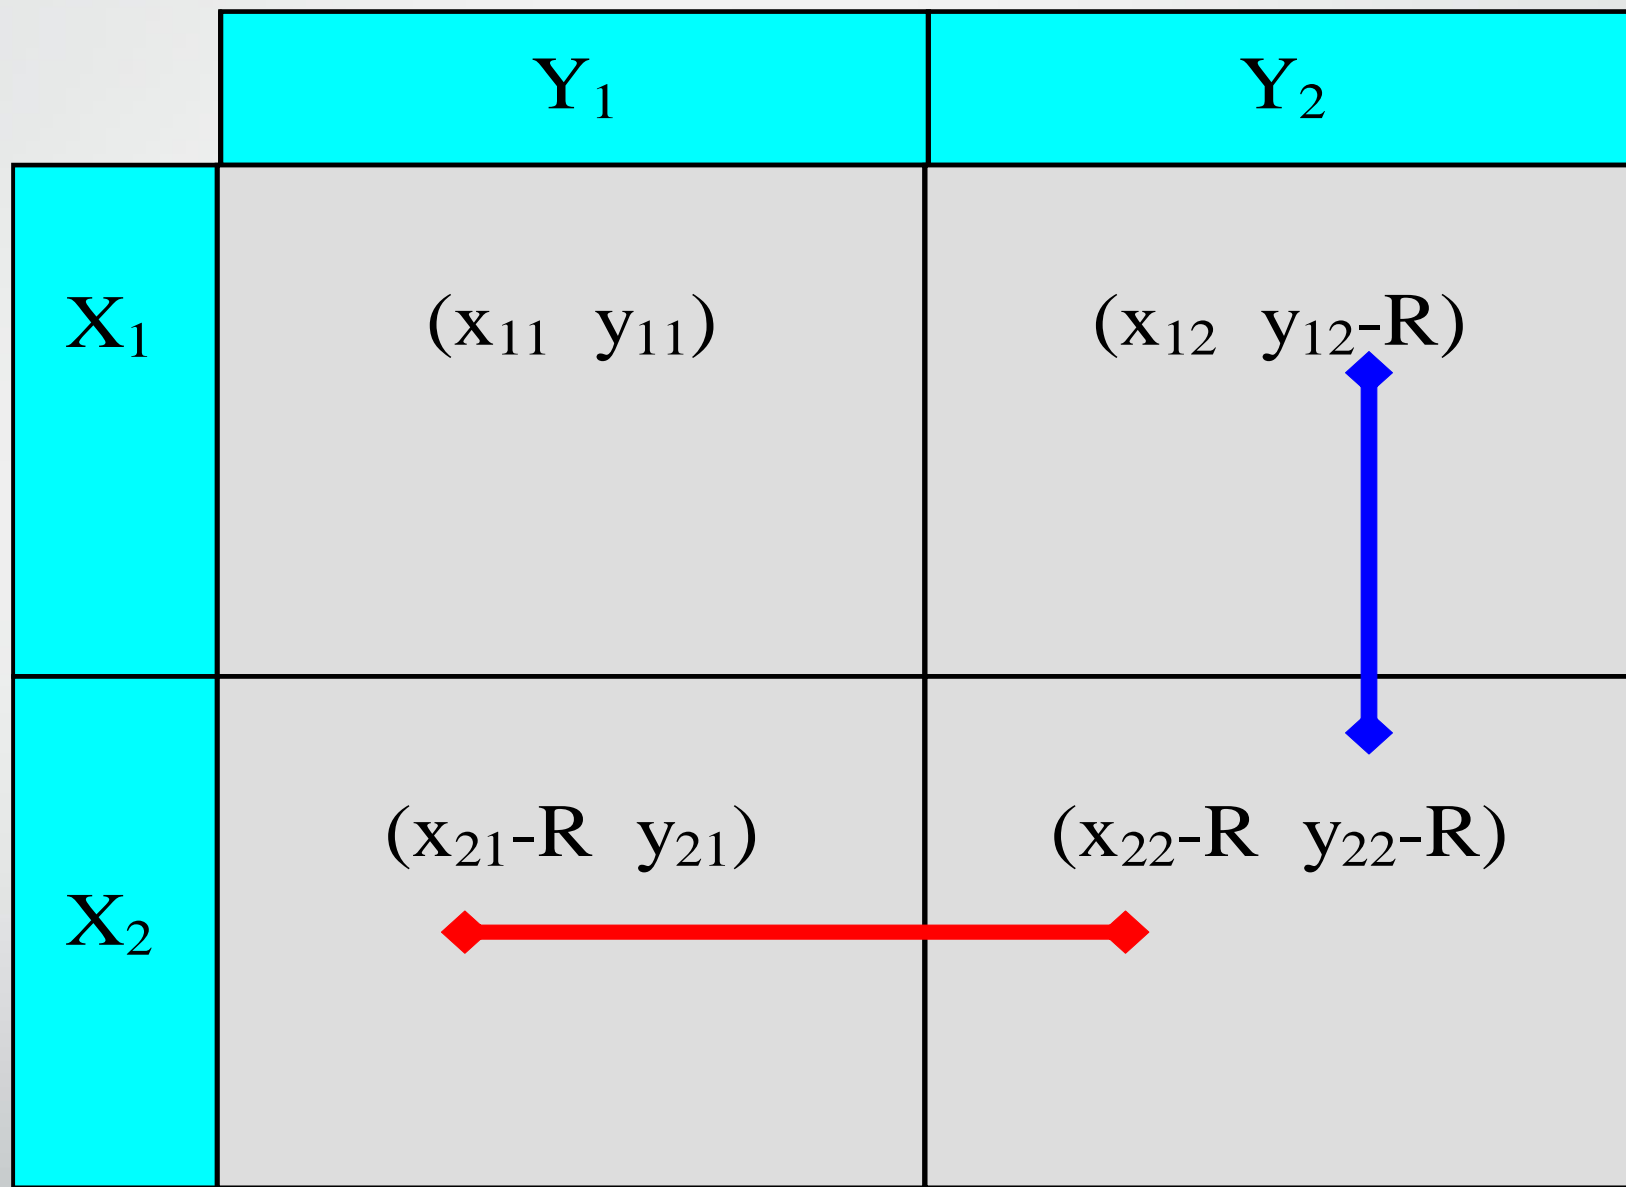 Y₁ Y₂
X₁ (x₁₁ y₁₁) (x₁₂ y₁₂-R)
X₂ (x₂₁-R y₂₁) (x₂₂-R y₂₂-R)